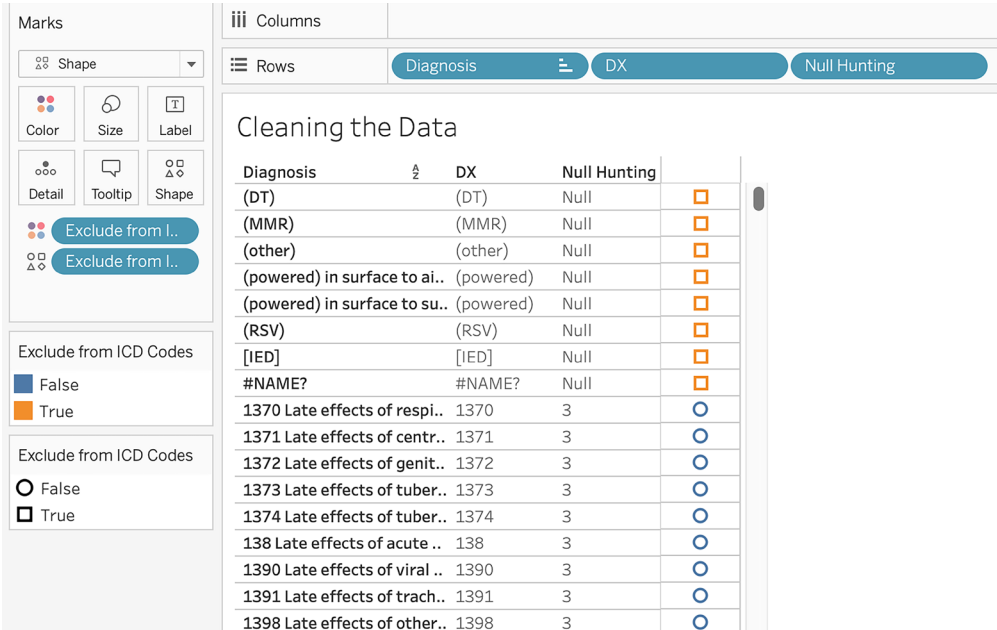 Marks
Shape
Color Size Label
Detail Tooltip Shape
Exclude from I..
Exclude from I..
Exclude from ICD Codes
False
True
Exclude from ICD Codes
False
True
Columns
Rows Diagnosis DX Null Hunting
Cleaning the Data
Diagnosis AZ DX Null Hunting
(DT) (DT) Null
(MMR) (MMR) Null
(other) (other) Null
(powered) in surface to ai.. (powered) Null
(powered) in surface to su.. (powered) Null
(RSV) (RSV) Null
[IED] [IED] Null
#NAME? #NAME? Null
1370 Late effects of respi.. 1370 3
1371 Late effects of centr.. 1371 3
1372 Late effects of genit.. 1372 3
1373 Late effects of tuber.. 1373 3
1374 Late effects of tuber.. 1374 3
138 Late effects of acute .. 138 3
1390 Late effects of viral .. 1390 3
1391 Late effects of trach.. 1391 3
1398 Late effects of other.. 1398 3